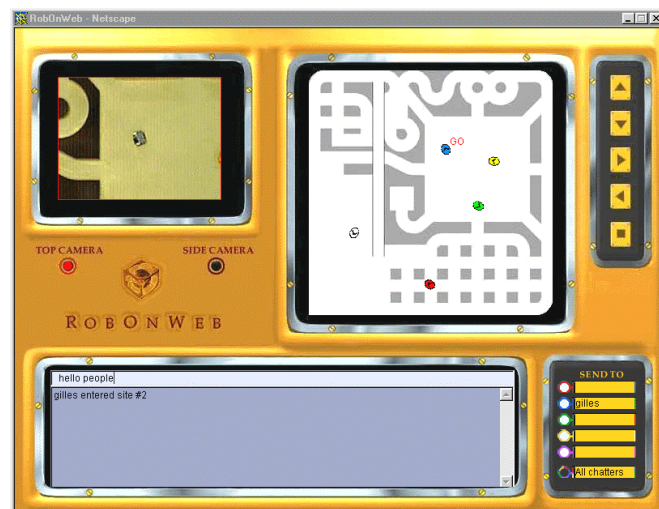 RobOnWeb - Netscape
GO
TOP CAMERA
SIDE CAMERA
ROBONWEB
hello people
gilles entered site #2
SEND TO
gilles
All chatters